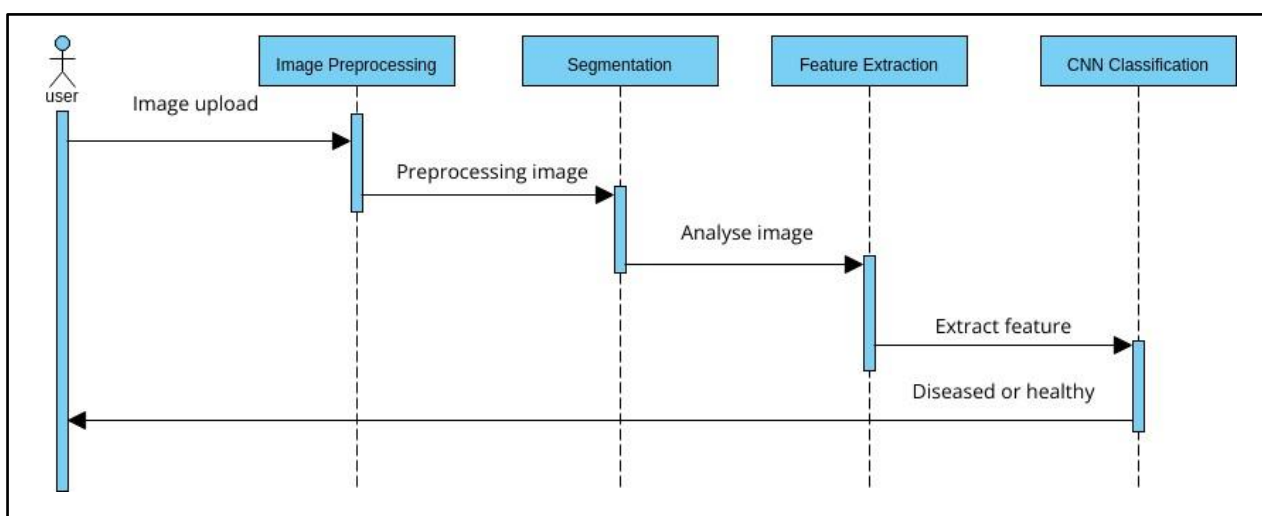 Image Preprocessing
Segmentation
Feature Extraction
CNN Classification
user
Image upload
Preprocessing image
Analyse image
Extract feature
Diseased or healthy